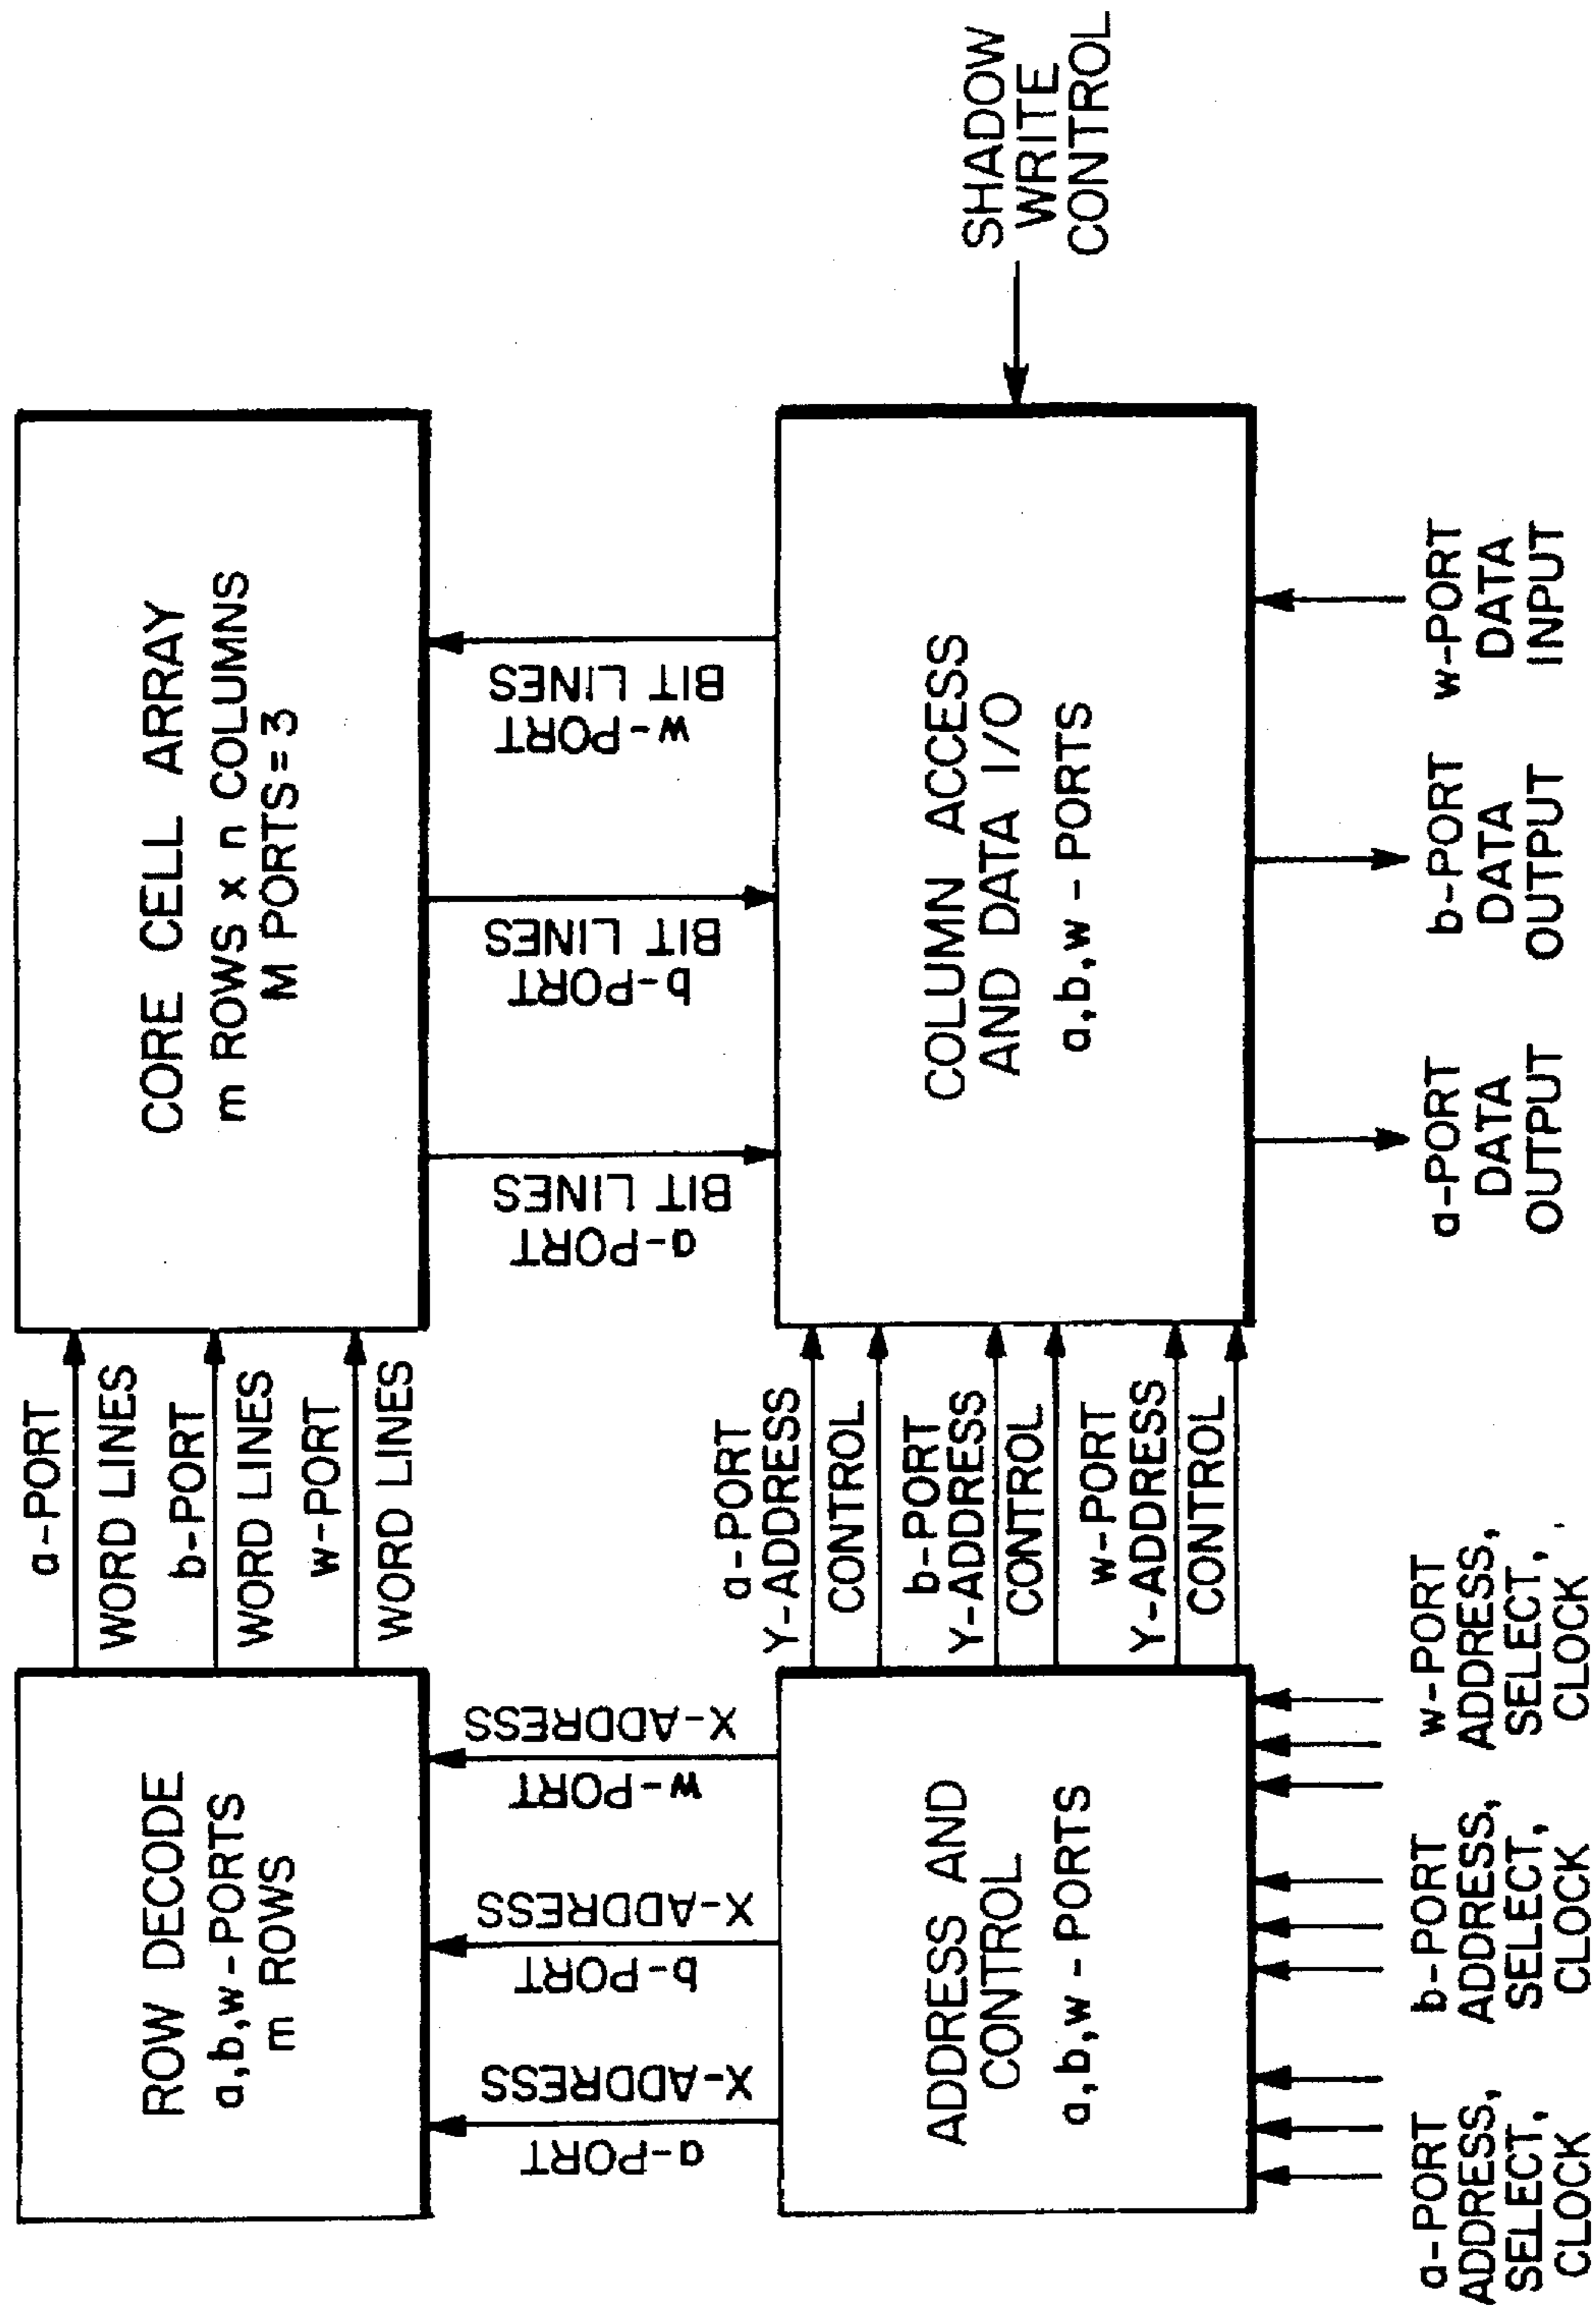 ROW DECODE
a,b,w-PORTS
m ROWS
a-PORT
WORD LINES
b-PORT
WORD LINES
w-PORT
WORD LINES
CORE CELL ARRAY
m ROWS x n COLUMNS
M PORTS=3
a-PORT
X-ADDRESS
b-PORT
X-ADDRESS
w-PORT
X-ADDRESS
a-PORT
BIT LINES
b-PORT
BIT LINES
w-PORT
BIT LINES
ADDRESS AND
CONTROL
a,b,w-PORTS
a-PORT
Y-ADDRESS
CONTROL
b-PORT
Y-ADDRESS
CONTROL
w-PORT
Y-ADDRESS
CONTROL
COLUMN ACCESS
AND DATA I/O
a,b,w-PORTS
SHADOW
WRITE
CONTROL
a-PORT
ADDRESS,
SELECT,
CLOCK
b-PORT
ADDRESS,
SELECT,
CLOCK
w-PORT
ADDRESS,
SELECT,
CLOCK
a-PORT
DATA
OUTPUT
b-PORT
DATA
OUTPUT
w-PORT
DATA
INPUT